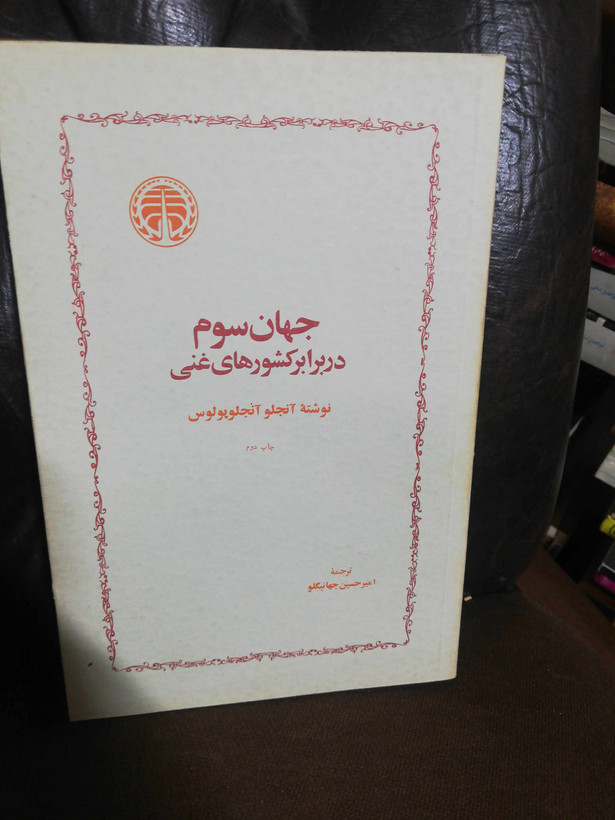 جهان سوم
در برابر کشورهای غنی
نوشتهٔ آنجلو آنجلوپولوس
چاپ دوم
ترجمهٔ
امیرحسین جهانبگلو